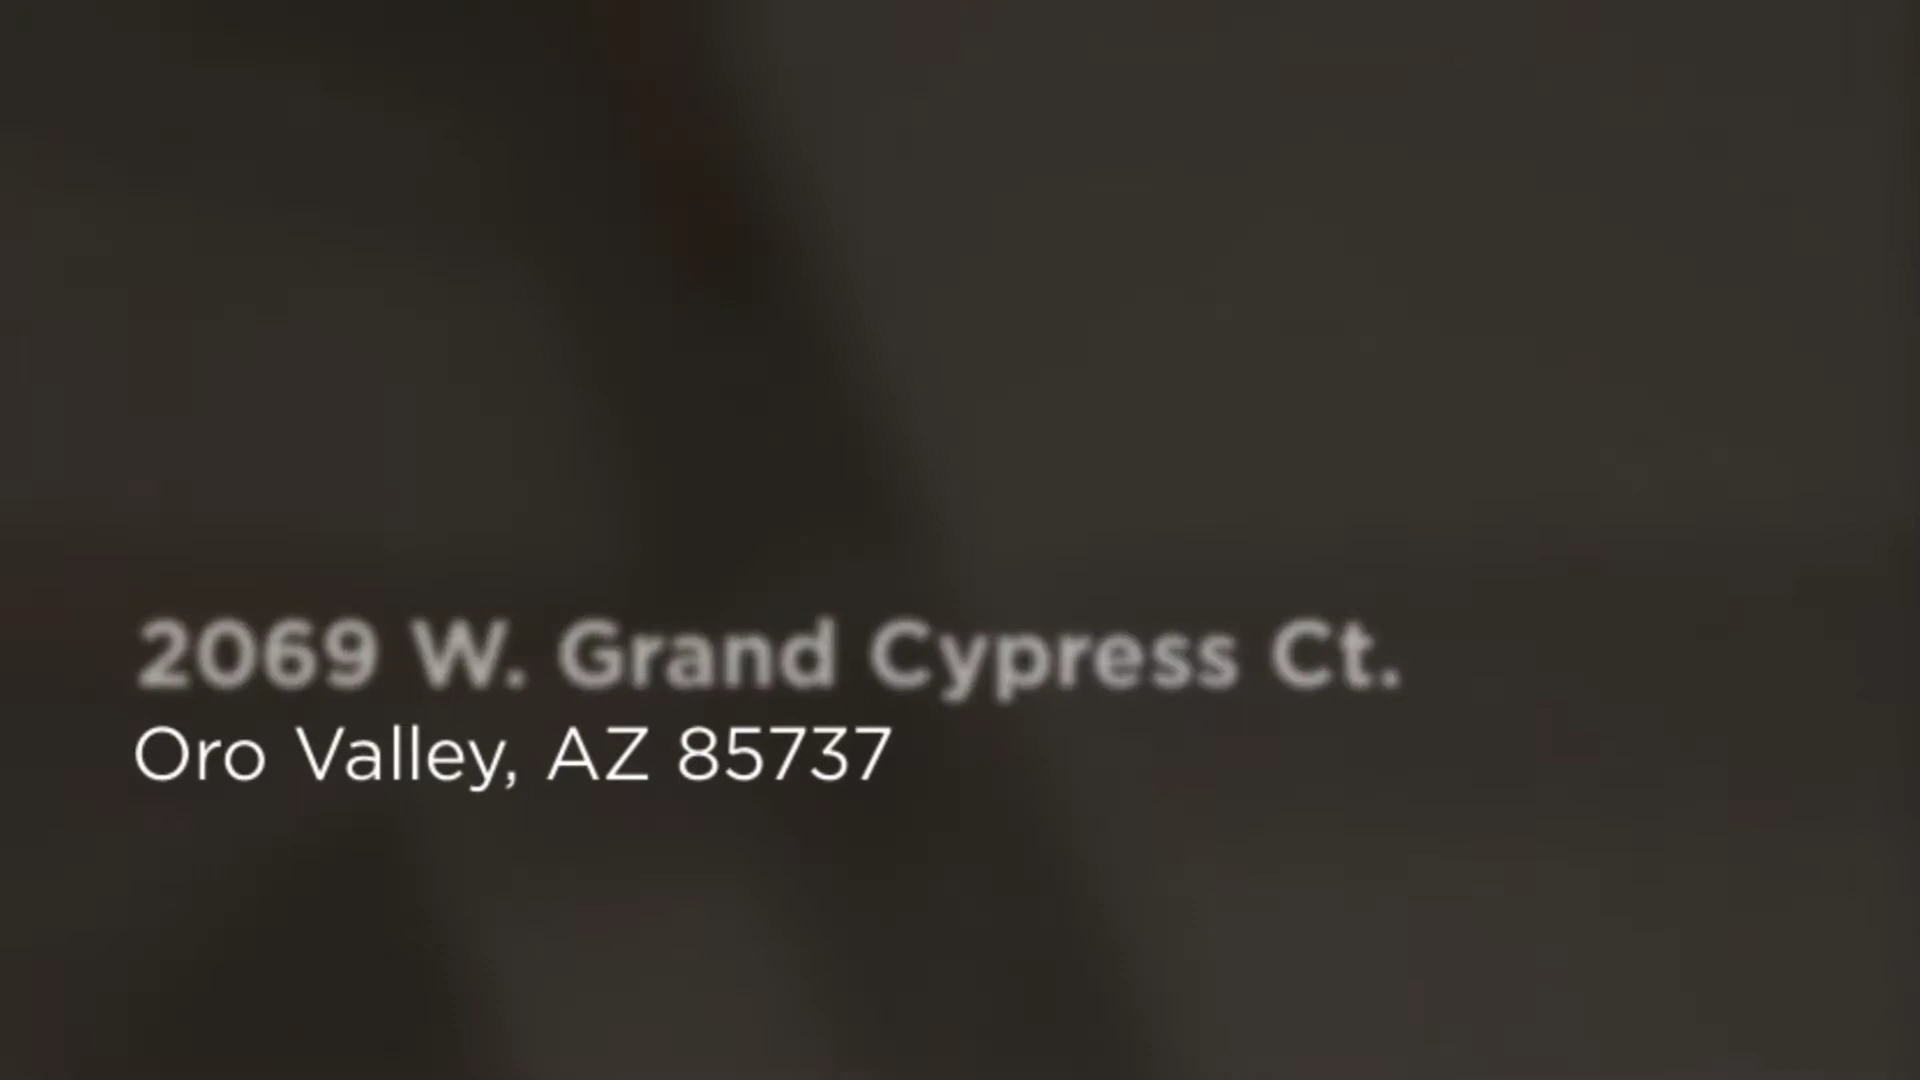 2069 W. Grand Cypress Ct.
Oro Valley, AZ 85737